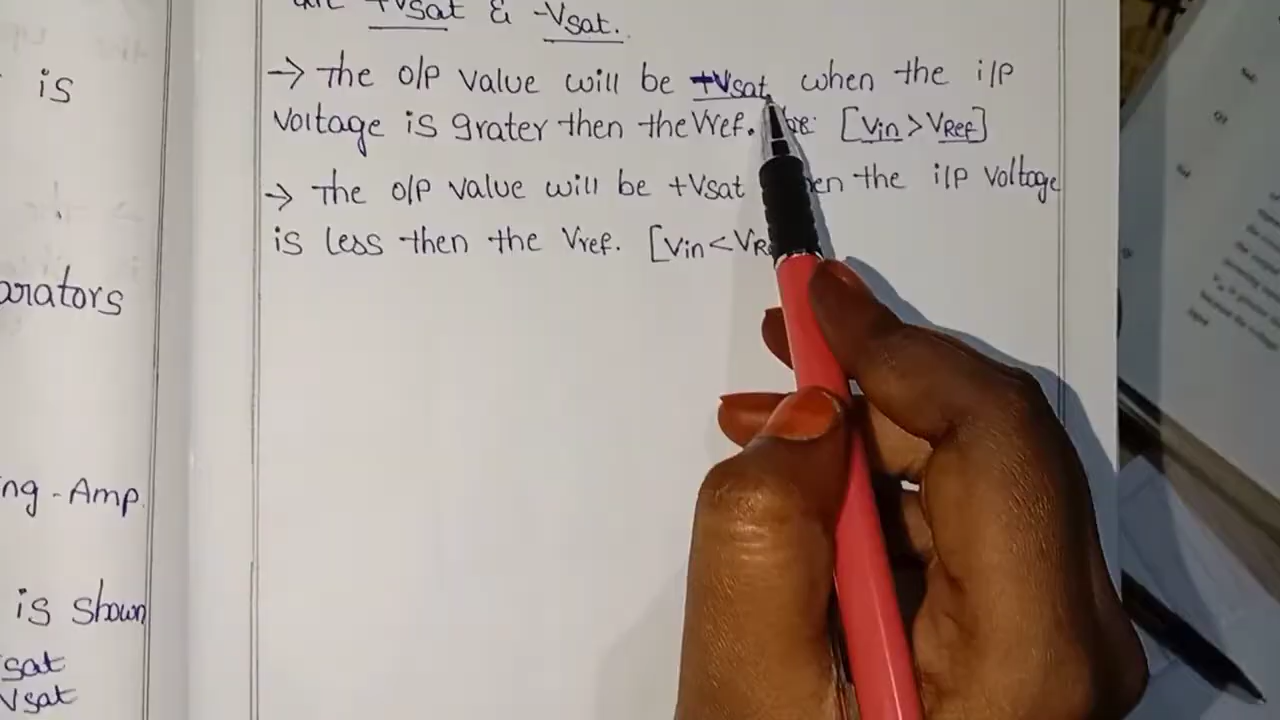 is
arators
ng - Amp.
is shown
sat
Vsat
+Vsat & -Vsat.
→ The o/p value will be +Vsat, when the i/p
Voltage is grater then the Vref. [Vin > VRef]
→ The o/p value will be +Vsat the i/p voltage
is less then the Vref. [Vin <